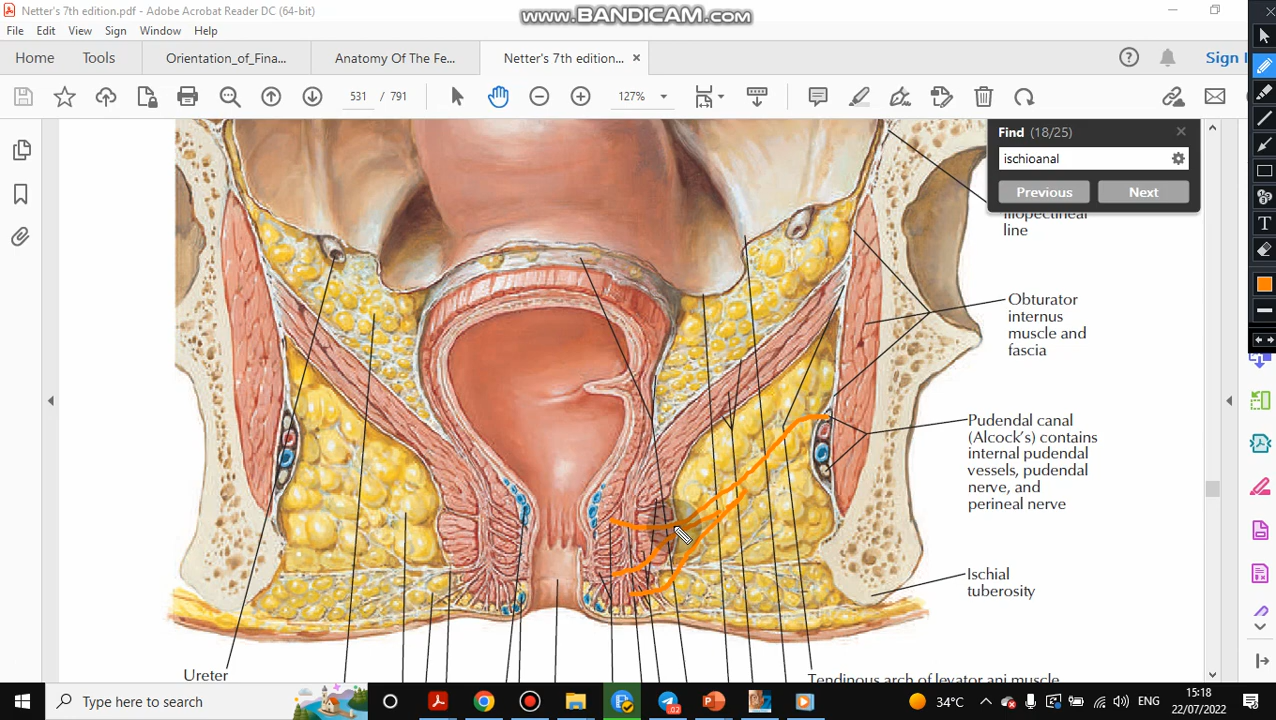 Netter's 7th edition.pdf - Adobe Acrobat Reader DC (64-bit)
www.BANDICAM.com
File Edit View Sign Window Help
Home Tools Orientation_of_Fina... Anatomy Of The Fe... Netter's 7th edition... Sign I
531 / 791 127%
Find (18/25)
ischioanal
Previous Next
Iliopectineal
line
Obturator
internus
muscle and
fascia
Pudendal canal
(Alcock's) contains
internal pudendal
vessels, pudendal
nerve, and
perineal nerve
Ischial
tuberosity
Ureter
Tendinous arch of levator ani muscle
Type here to search
34°C ENG
15:18
22/07/2022